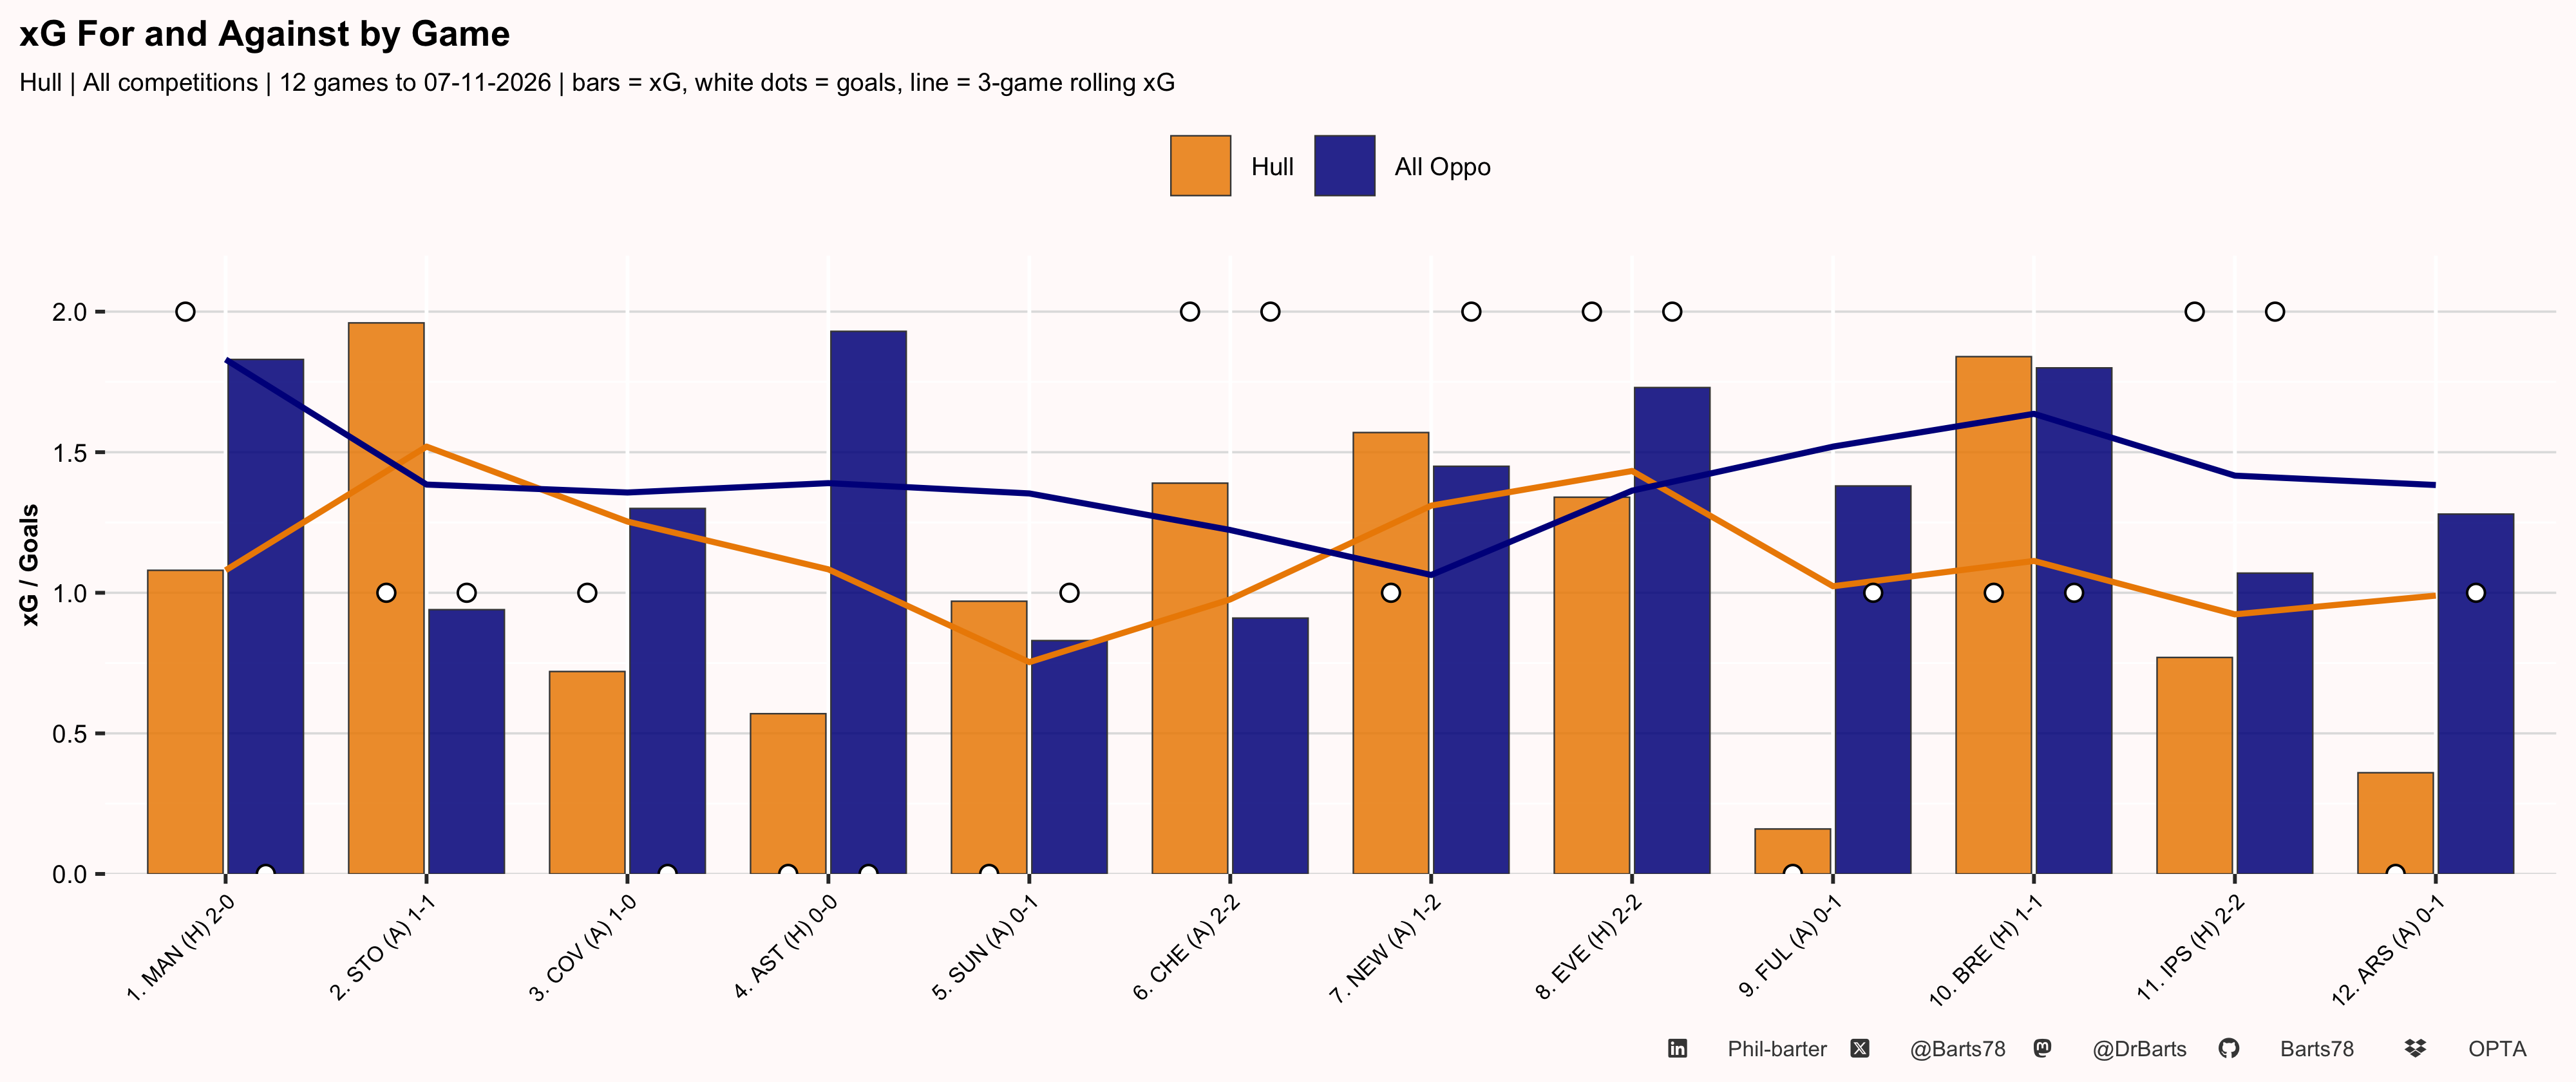 xG For and Against by Game
Hull | All competitions | 12 games to 07-11-2026 | bars = xG, white dots = goals, line = 3-game rolling xG
Hull
All Oppo
xG / Goals
2.0
1.5
1.0
0.5
0.0
1. MAN (H) 2-0
2. STO (A) 1-1
3. COV (A) 1-0
4. AST (H) 0-0
5. SUN (A) 0-1
6. CHE (A) 2-2
7. NEW (A) 1-2
8. EVE (H) 2-2
9. FUL (A) 0-1
10. BRE (H) 1-1
11. IPS (H) 2-2
12. ARS (A) 0-1
Phil-barter @Barts78 @DrBarts Barts78 OPTA